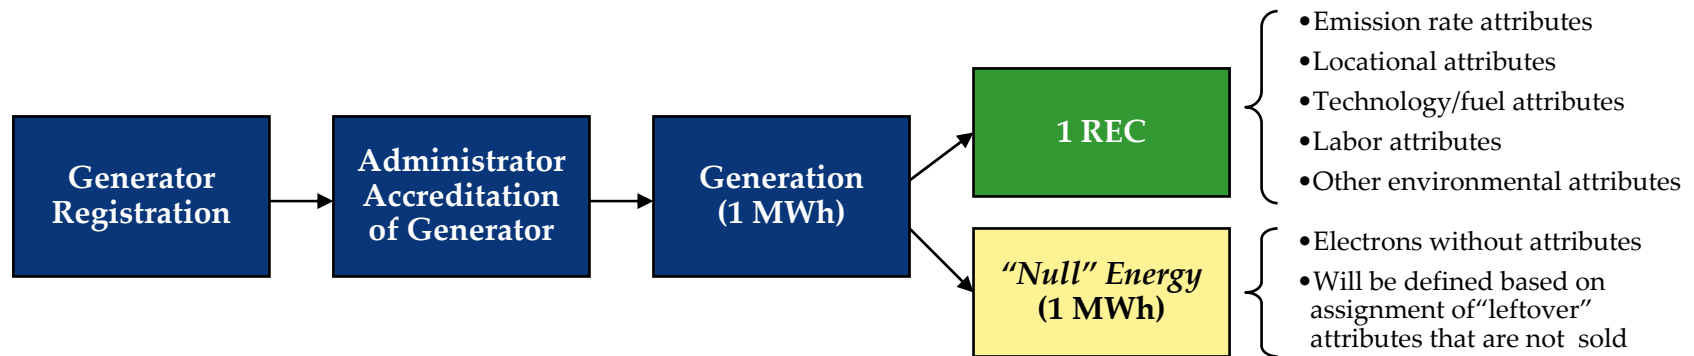 Generator
Registration
Administrator
Accreditation
of Generator
Generation
(1 MWh)
1 REC
•Emission rate attributes
•Locational attributes
•Technology/fuel attributes
•Labor attributes
•Other environmental attributes
“Null” Energy
(1 MWh)
•Electrons without attributes
•Will be defined based on
assignment of“leftover”
attributes that are not sold